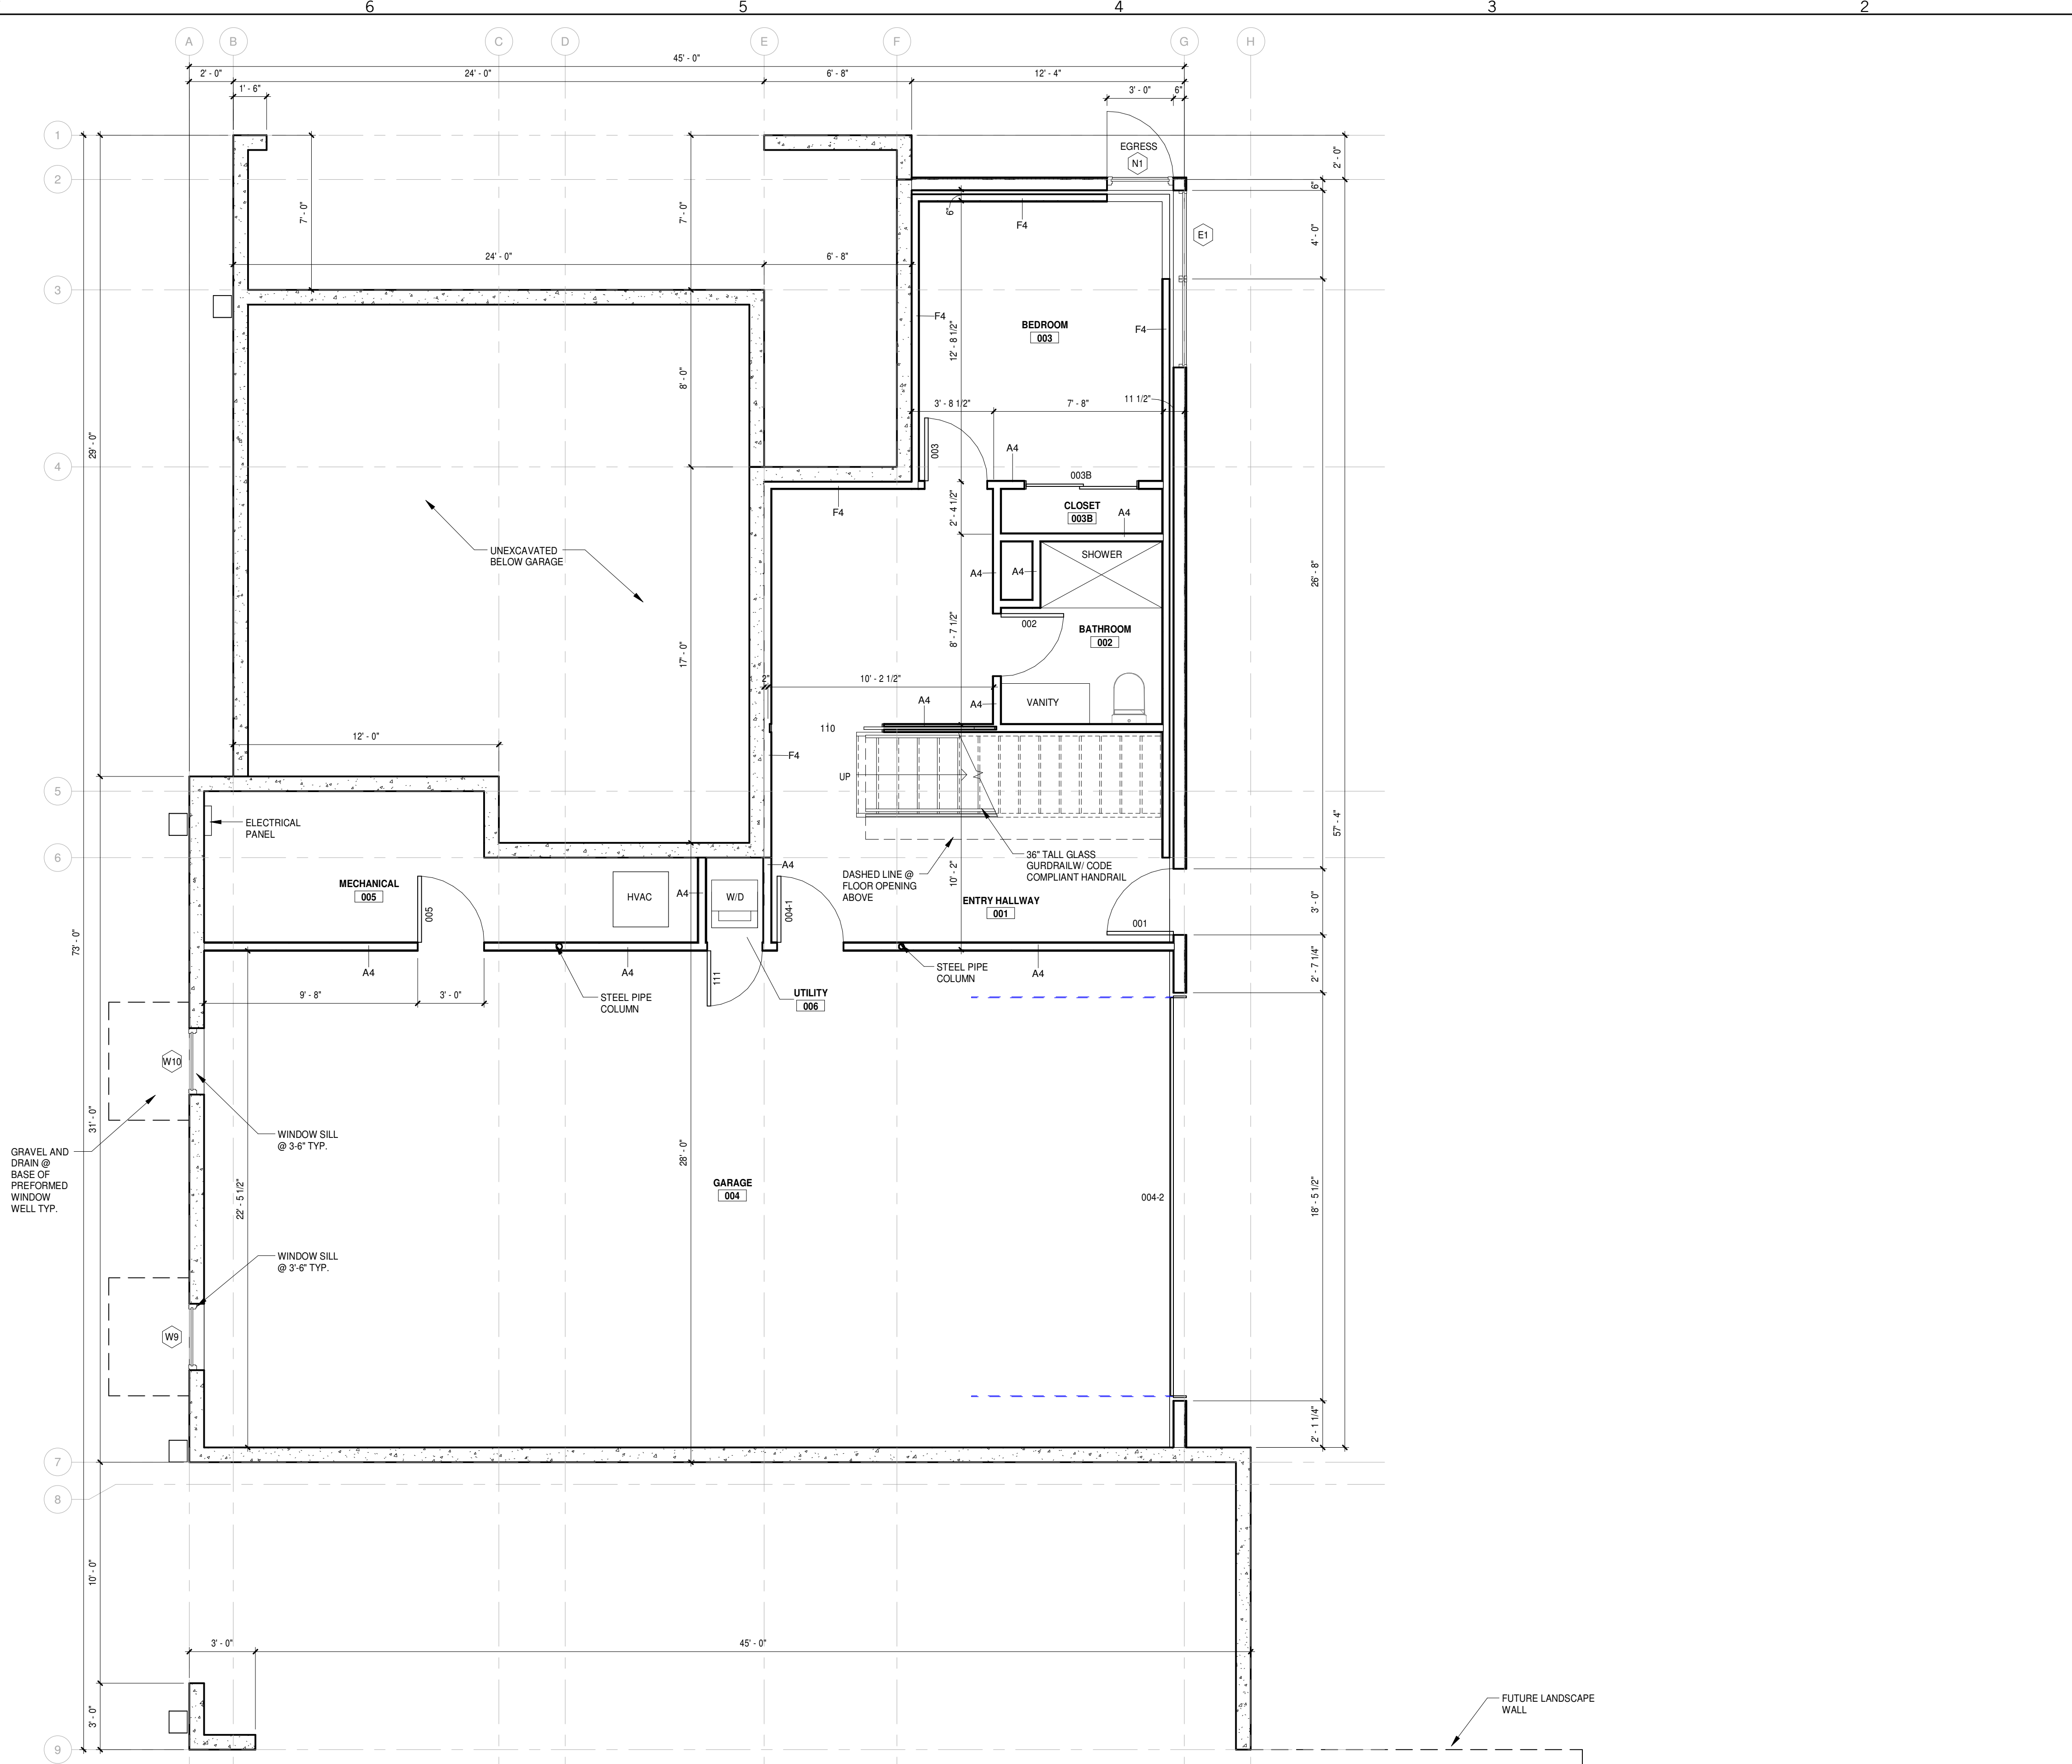 6 5 4 3 2
A B C D E F G H
45' - 0"
2' - 0" 24' - 0" 6' - 8" 12' - 4"
1' - 6" 3' - 0" 6"
1
EGRESS
N1
2' - 0"
2
6"
7' - 0" 7' - 0" 6" F4 E1 4' - 0"
24' - 0" 6' - 8"
3
F4 BEDROOM F4
003
12' - 8 1/2"
8' - 0"
3' - 8 1/2" 7' - 8" 11 1/2"
29' - 0"
003 A4
4
003B
2' - 4 1/2" CLOSET
F4 003B A4
UNEXCAVATED
BELOW GARAGE
SHOWER
A4 A4
26' - 8"
002 BATHROOM
002
8' - 7 1/2"
17' - 0"
2" 10' - 2 1/2"
A4 A4 VANITY
110
12' - 0"
F4
UP
5
ELECTRICAL
PANEL
57' - 4"
6
A4
36" TALL GLASS
GURDRAILW/ CODE
COMPLIANT HANDRAIL
DASHED LINE @
FLOOR OPENING
ABOVE
10' - 2"
MECHANICAL
005
005
HVAC A4 W/D
004-1
ENTRY HALLWAY
001
001
3' - 0"
73' - 0"
A4 A4 A4
111
STEEL PIPE
COLUMN
2' - 7 1/4"
9' - 8" 3' - 0"
STEEL PIPE
COLUMN
UTILITY
006
W10
31' - 0"
WINDOW SILL
@ 3-6" TYP.
GRAVEL AND
DRAIN @
BASE OF
PREFORMED
WINDOW
WELL TYP.
28' - 0"
GARAGE
004
004-2
22' - 5 1/2"
18' - 5 1/2"
WINDOW SILL
@ 3'-6" TYP.
W9
2' - 1 1/4"
7
8
10' - 0"
3' - 0" 45' - 0"
3' - 0"
FUTURE LANDSCAPE
WALL
9